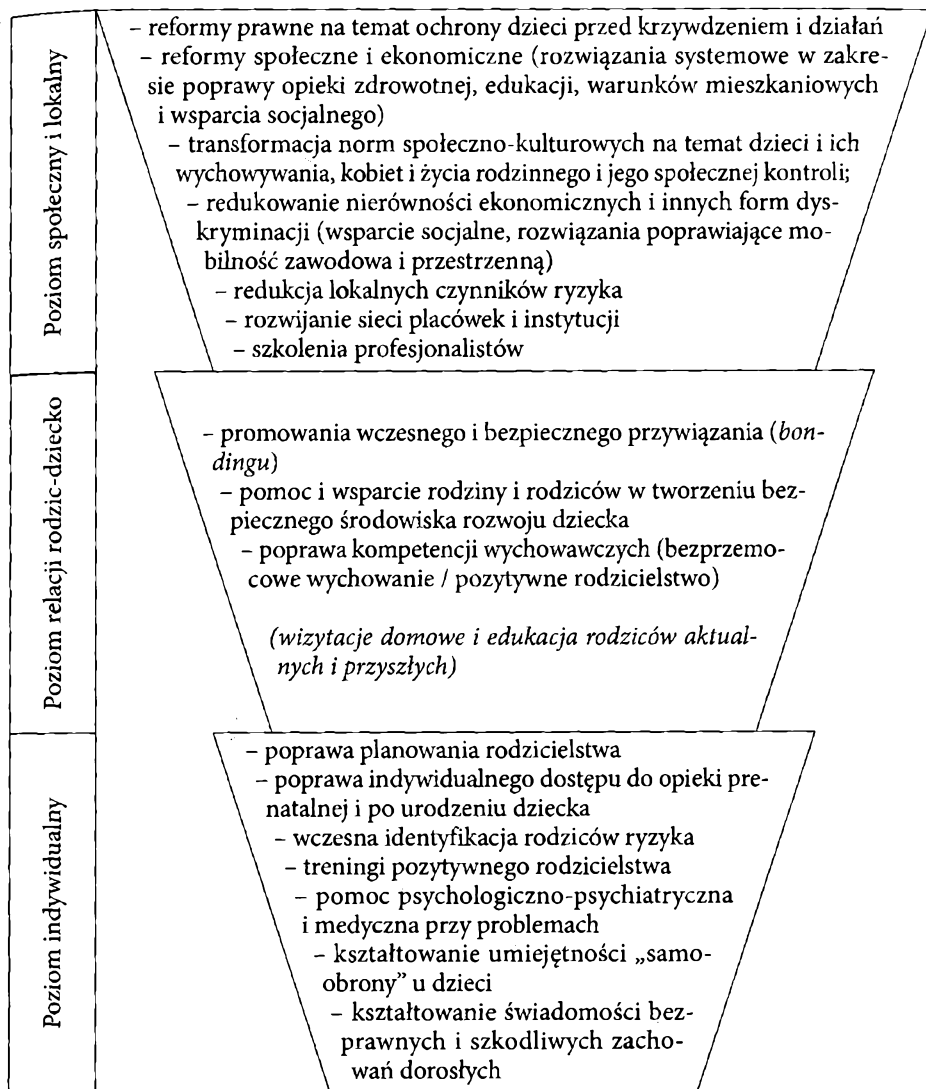 Poziom społeczny i lokalny
– reformy prawne na temat ochrony dzieci przed krzywdzeniem i działań
– reformy społeczne i ekonomiczne (rozwiązania systemowe w zakre-
sie poprawy opieki zdrowotnej, edukacji, warunków mieszkaniowych
i wsparcia socjalnego)
– transformacja norm społeczno-kulturowych na temat dzieci i ich
wychowywania, kobiet i życia rodzinnego i jego społecznej kontroli;
– redukowanie nierówności ekonomicznych i innych form dys-
kryminacji (wsparcie socjalne, rozwiązania poprawiające mo-
bilność zawodowa i przestrzenną)
– redukcja lokalnych czynników ryzyka
– rozwijanie sieci placówek i instytucji
– szkolenia profesjonalistów
Poziom relacji rodzic-dziecko
– promowania wczesnego i bezpiecznego przywiązania (bon-
dingu)
– pomoc i wsparcie rodziny i rodziców w tworzeniu bez-
piecznego środowiska rozwoju dziecka
– poprawa kompetencji wychowawczych (bezprzemo-
cowe wychowanie / pozytywne rodzicielstwo)
(wizytacje domowe i edukacja rodziców aktual-
nych i przyszłych)
Poziom indywidualny
– poprawa planowania rodzicielstwa
– poprawa indywidualnego dostępu do opieki pre-
natalnej i po urodzeniu dziecka
– wczesna identyfikacja rodziców ryzyka
– treningi pozytywnego rodzicielstwa
– pomoc psychologiczno-psychiatryczna
i medyczna przy problemach
– kształtowanie umiejętności „samo-
obrony” u dzieci
– kształtowanie świadomości bez-
prawnych i szkodliwych zacho-
wań dorosłych